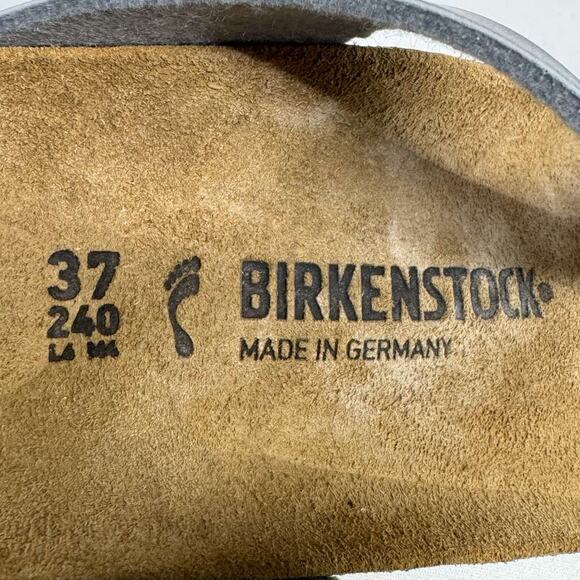 37
240
L6 M4
BIRKENSTOCK®
MADE IN GERMANY